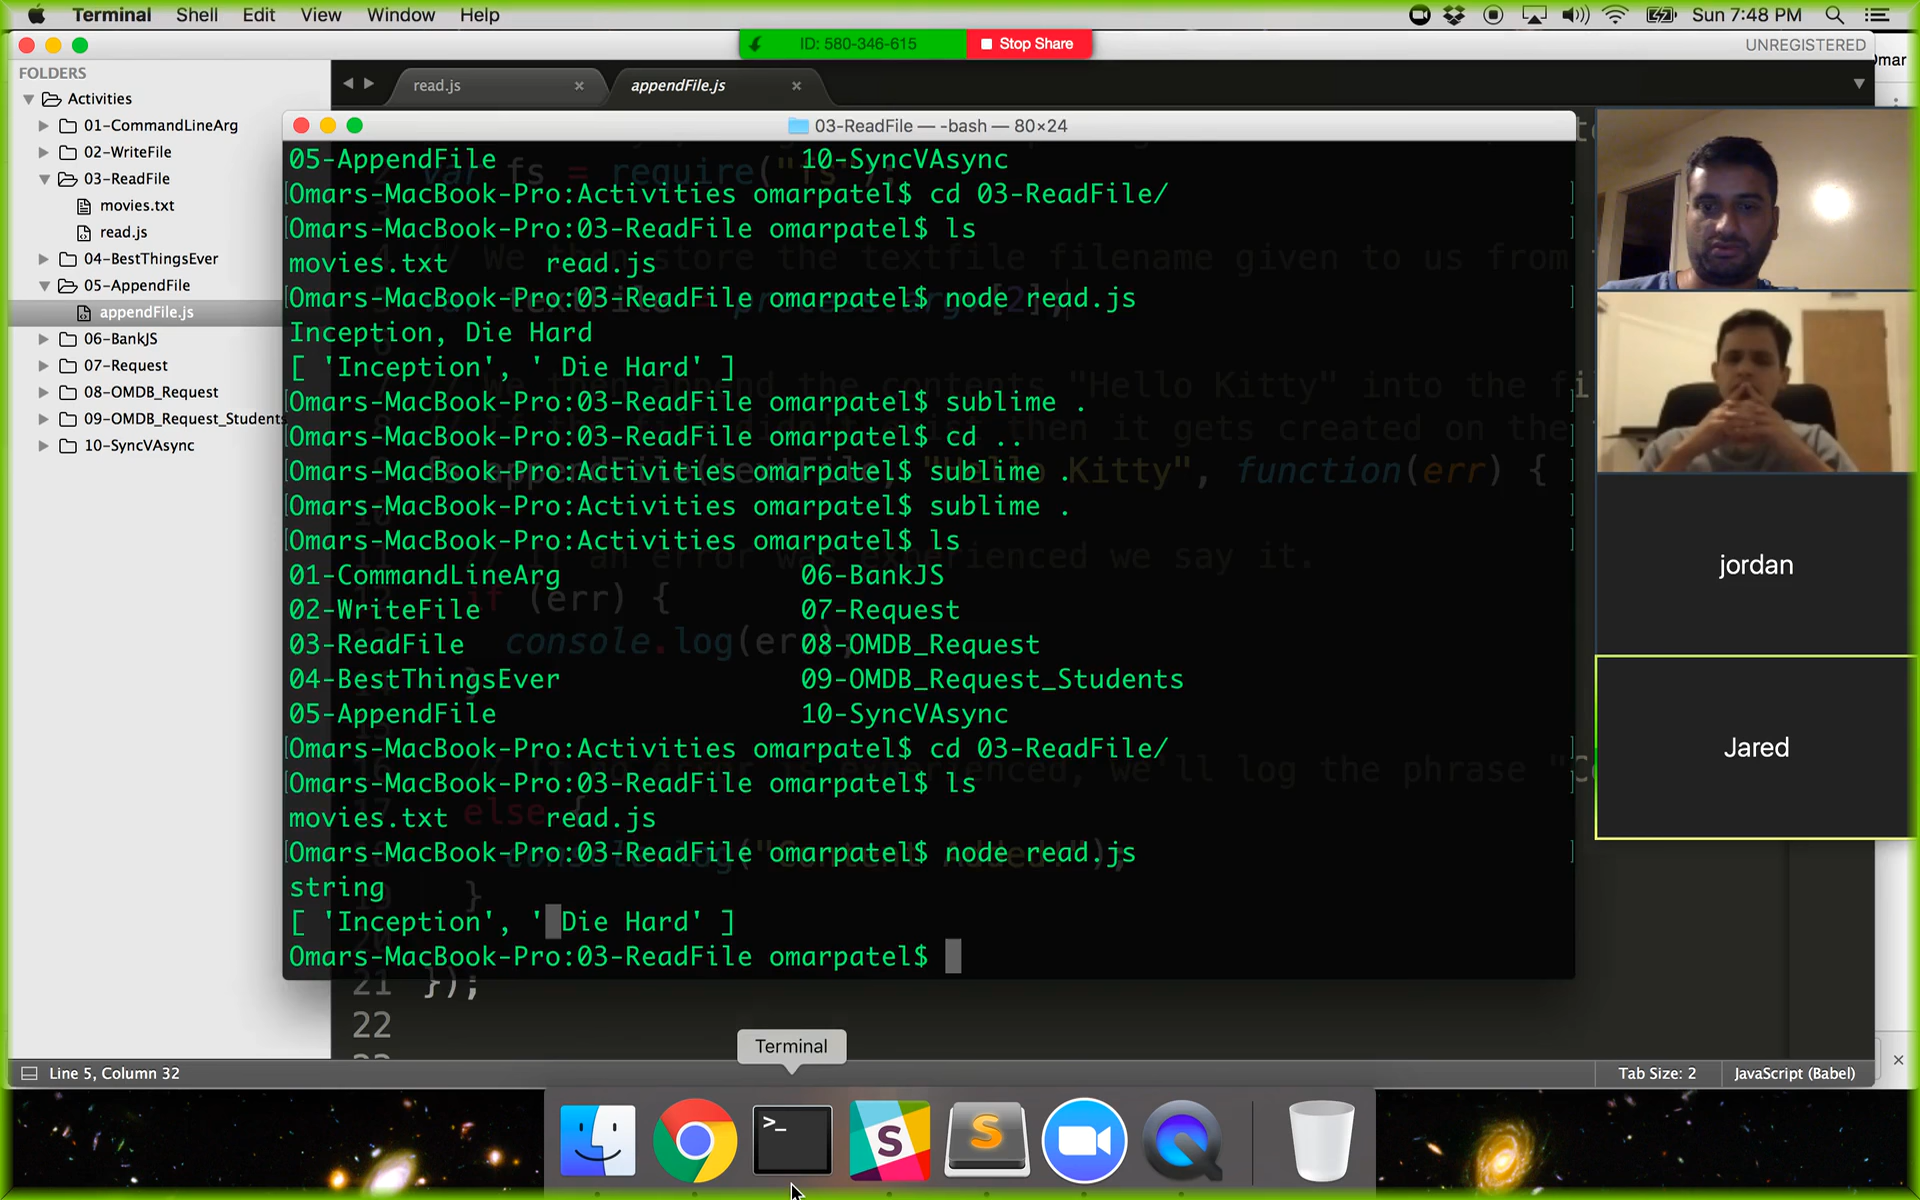 Terminal Shell Edit View Window Help Sun 7:48 PM
ID: 580-346-615 Stop Share
UNREGISTERED
FOLDERS
Activities
01-CommandLineArg
02-WriteFile
03-ReadFile
movies.txt
read.js
04-BestThingsEver
05-AppendFile
appendFile.js
06-BankJS
07-Request
08-OMDB_Request
09-OMDB_Request_Students
10-SyncVAsync
read.js appendFile.js
03-ReadFile — -bash — 80×24
05-AppendFile 10-SyncVAsync
Omars-MacBook-Pro:Activities omarpatel$ cd 03-ReadFile/
Omars-MacBook-Pro:03-ReadFile omarpatel$ ls
movies.txt read.js
Omars-MacBook-Pro:03-ReadFile omarpatel$ node read.js
Inception, Die Hard
[ 'Inception', ' Die Hard' ]
Omars-MacBook-Pro:03-ReadFile omarpatel$ sublime .
Omars-MacBook-Pro:03-ReadFile omarpatel$ cd ..
Omars-MacBook-Pro:Activities omarpatel$ sublime .
Omars-MacBook-Pro:Activities omarpatel$ sublime .
Omars-MacBook-Pro:Activities omarpatel$ ls
01-CommandLineArg 06-BankJS
02-WriteFile 07-Request
03-ReadFile 08-OMDB_Request
04-BestThingsEver 09-OMDB_Request_Students
05-AppendFile 10-SyncVAsync
Omars-MacBook-Pro:Activities omarpatel$ cd 03-ReadFile/
Omars-MacBook-Pro:03-ReadFile omarpatel$ ls
movies.txt read.js
Omars-MacBook-Pro:03-ReadFile omarpatel$ node read.js
string
[ 'Inception', ' Die Hard' ]
Omars-MacBook-Pro:03-ReadFile omarpatel$
21 });
22
jordan
Jared
Terminal
Line 5, Column 32 Tab Size: 2 JavaScript (Babel)